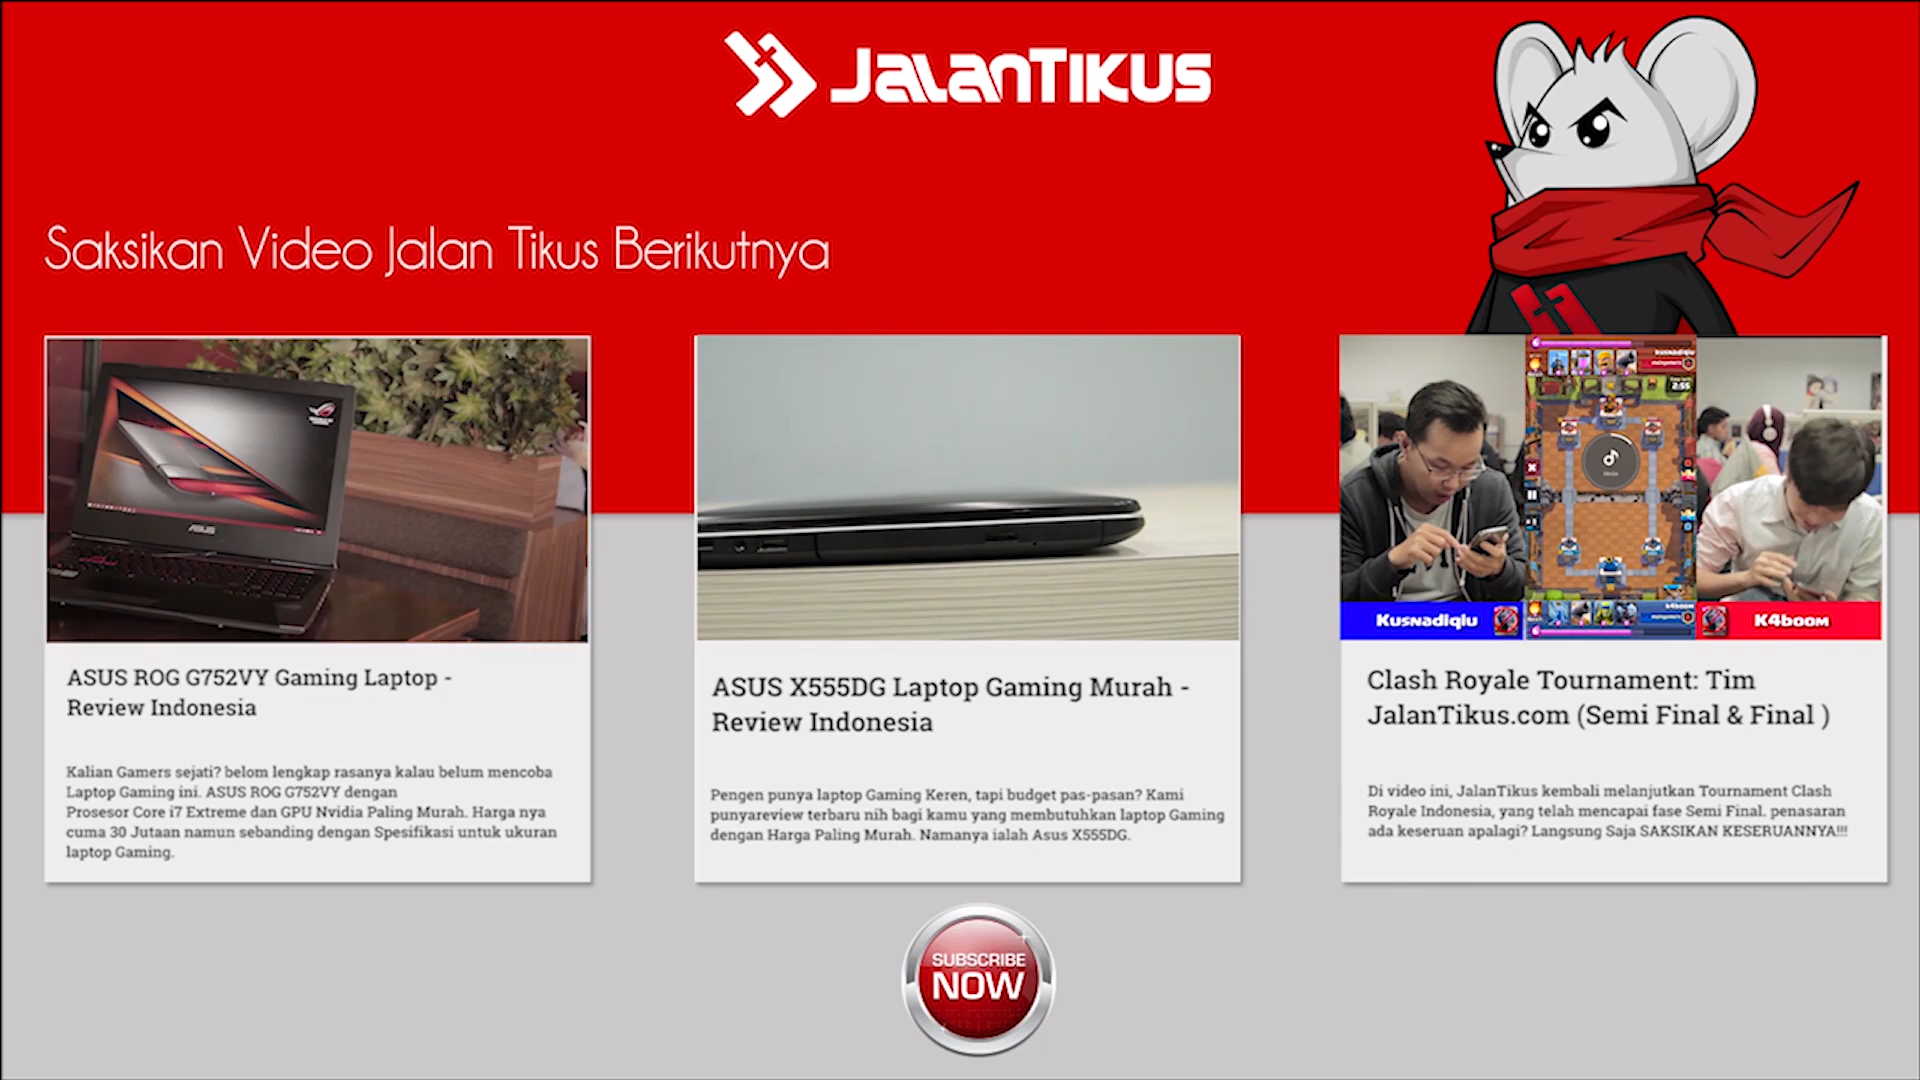 JalanTikus
Saksikan Video Jalan Tikus Berikutnya
ASUS
Kusnadiqiu
K4boom
kusnadiqiu
2:55
ASUS ROG G752VY Gaming Laptop -
Review Indonesia
Kalian Gamers sejati? belom lengkap rasanya kalau belum mencoba
Laptop Gaming ini. ASUS ROG G752VY dengan
Prosesor Core i7 Extreme dan GPU Nvidia Paling Murah. Harga nya
cuma 30 Jutaan namun sebanding dengan Spesifikasi untuk ukuran
laptop Gaming.
ASUS X555DG Laptop Gaming Murah -
Review Indonesia
Pengen punya laptop Gaming Keren, tapi budget pas-pasan? Kami
punyareview terbaru nih bagi kamu yang membutuhkan laptop Gaming
dengan Harga Paling Murah. Namanya ialah Asus X555DG.
Clash Royale Tournament: Tim
JalanTikus.com (Semi Final & Final )
Di video ini, JalanTikus kembali melanjutkan Tournament Clash
Royale Indonesia, yang telah mencapai fase Semi Final. penasaran
ada keseruan apalagi? Langsung Saja SAKSIKAN KESERUANNYA!!!
SUBSCRIBE
NOW